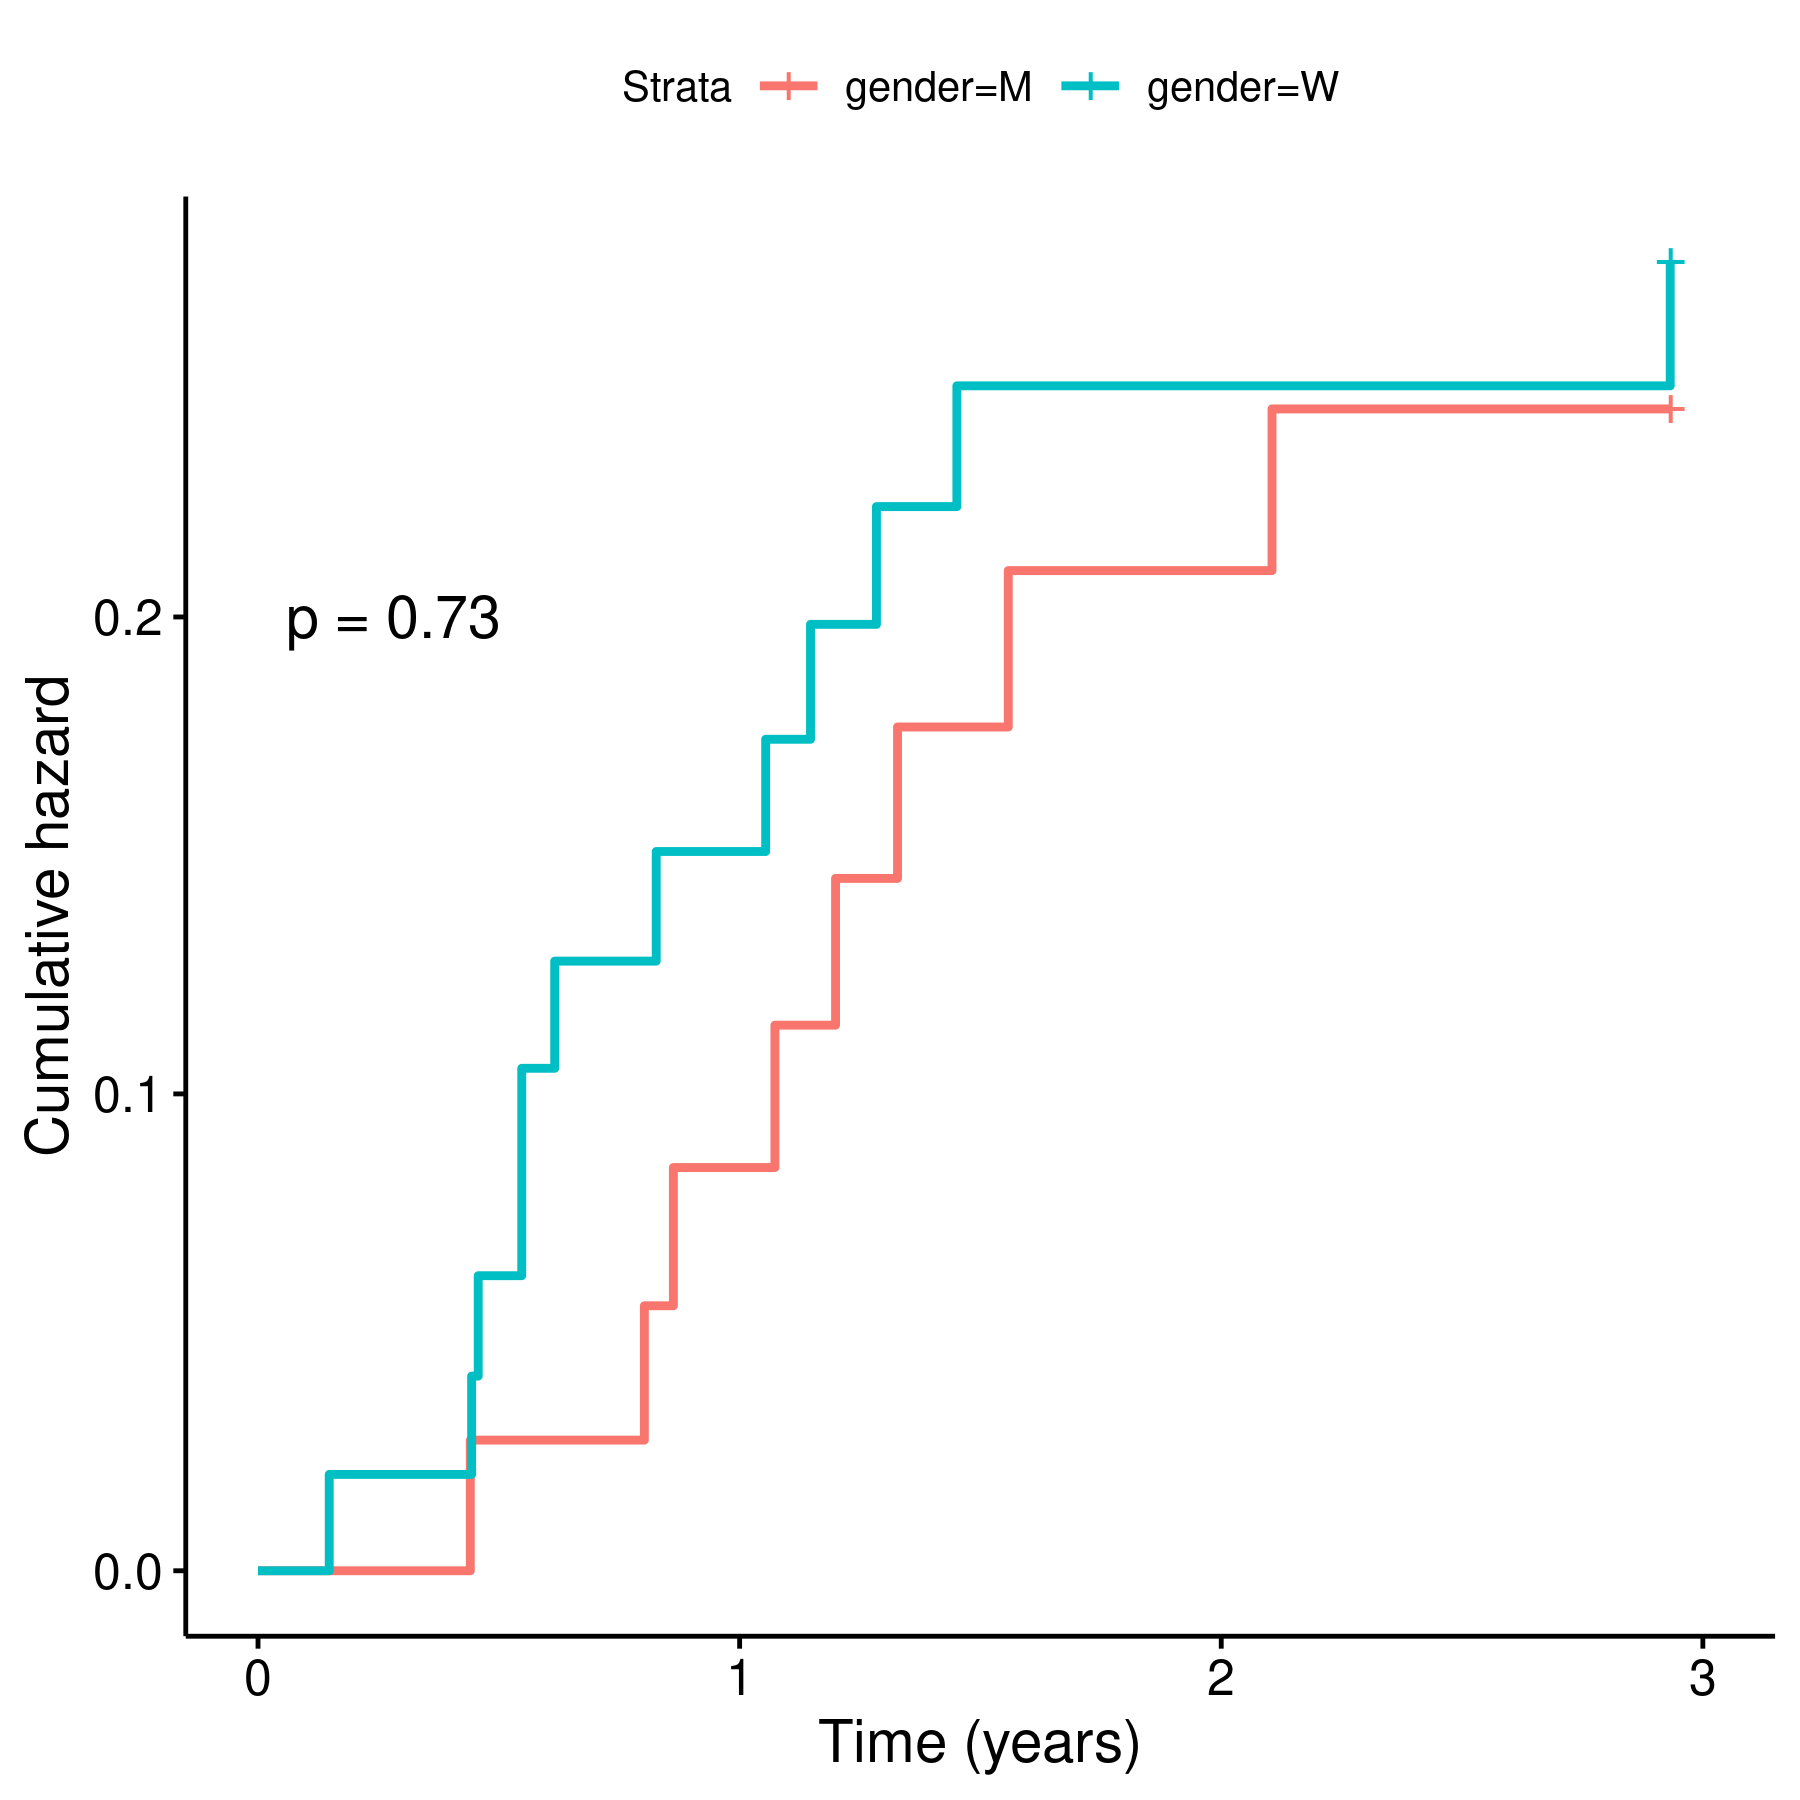 Strata gender=M gender=W
p = 0.73
Cumulative hazard
0.2
0.1
0.0
0 1 2 3
Time (years)